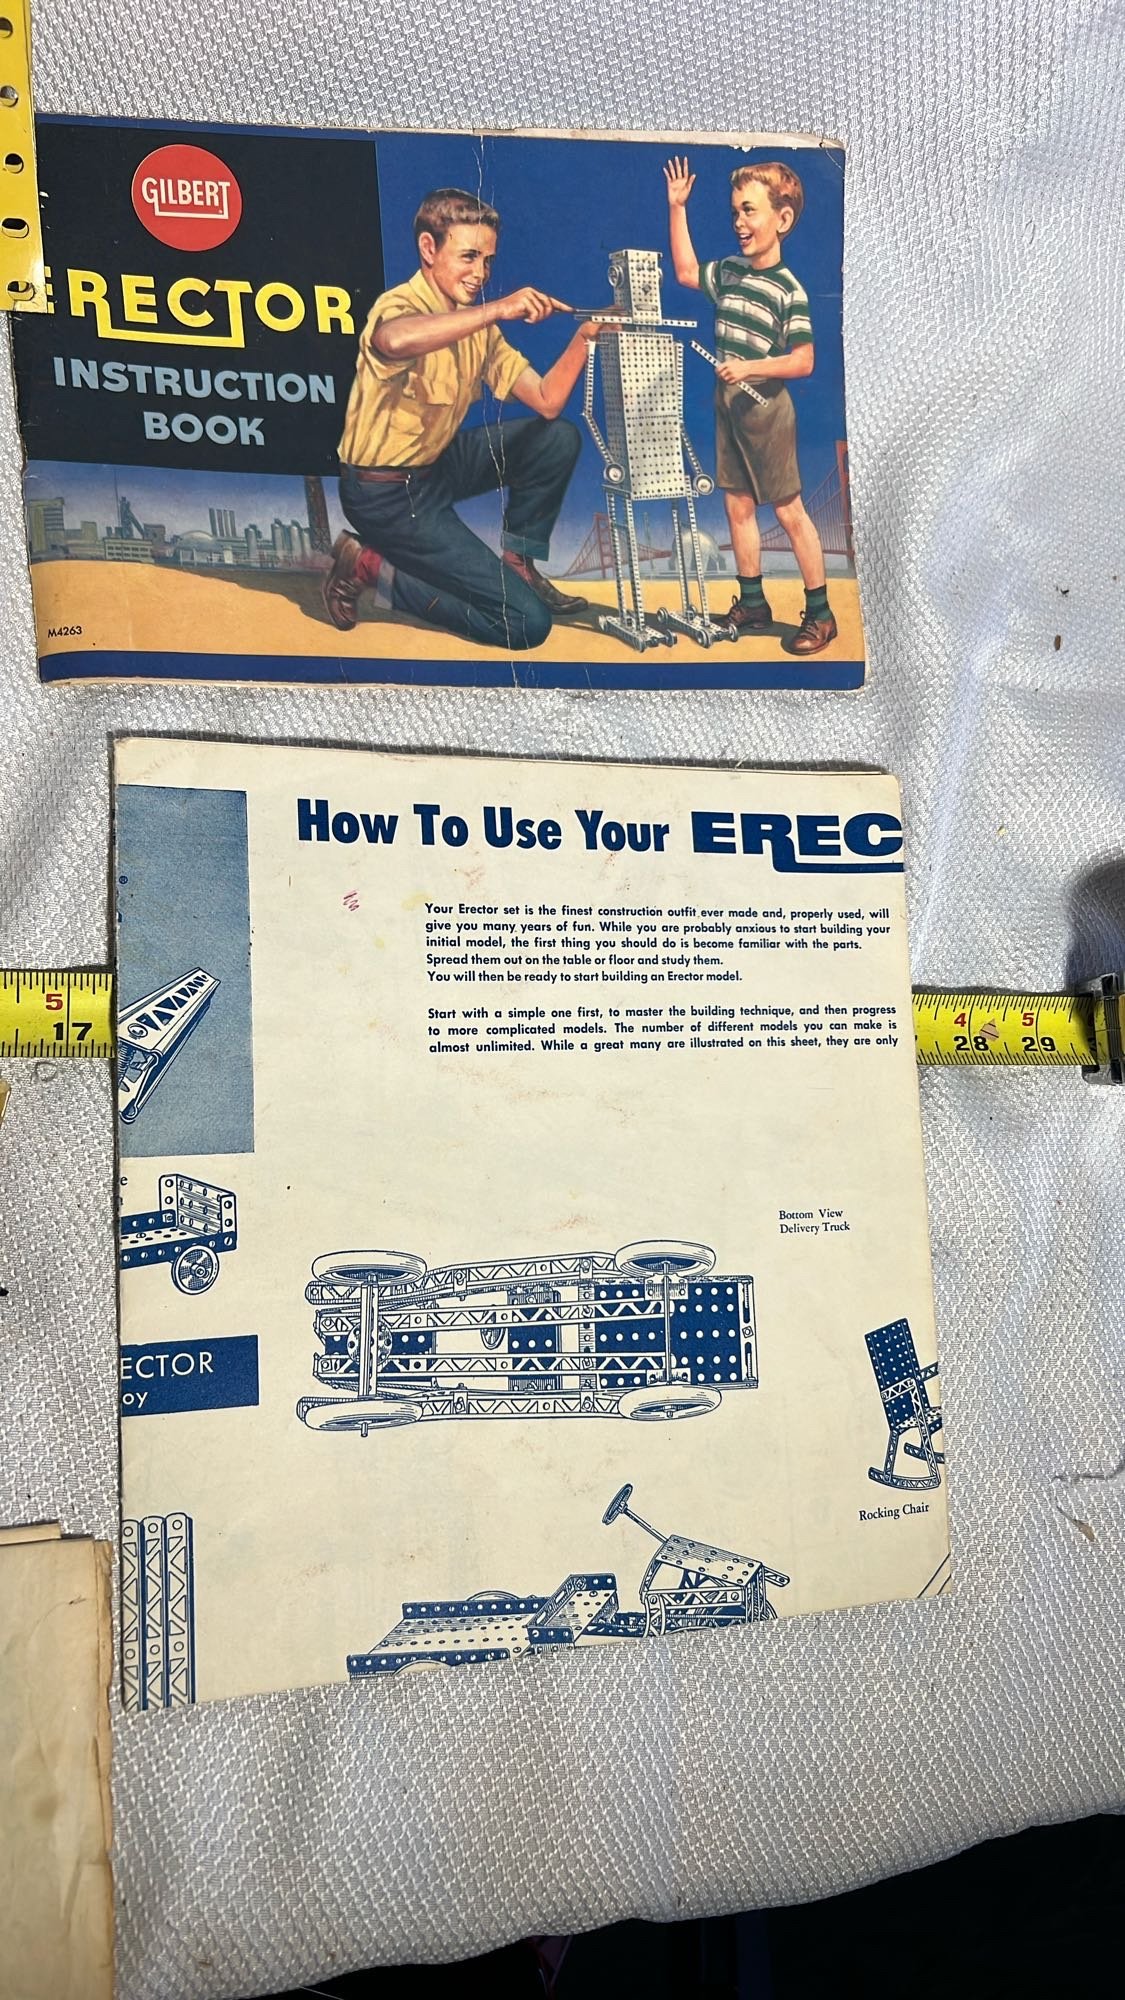 GILBERT
ERECTOR
INSTRUCTION
BOOK
M4263
How To Use Your EREC
Your Erector set is the finest construction outfit ever made and, properly used, will
give you many years of fun. While you are probably anxious to start building your
initial model, the first thing you should do is become familiar with the parts.
Spread them out on the table or floor and study them.
You will then be ready to start building an Erector model.
Start with a simple one first, to master the building technique, and then progress
to more complicated models. The number of different models you can make is
almost unlimited. While a great many are illustrated on this sheet, they are only
5
17
4 5
28 29
e
Bottom View
Delivery Truck
ECTOR
oy
Rocking Chair